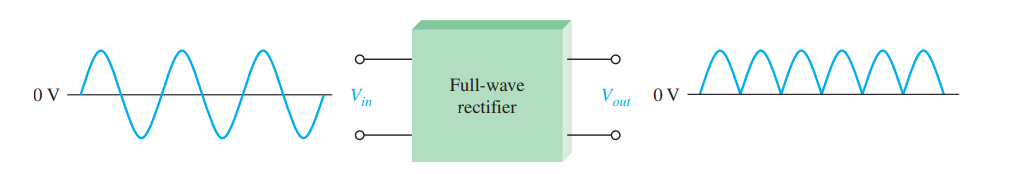 0 V
V_in
Full-wave
rectifier
V_out
0 V